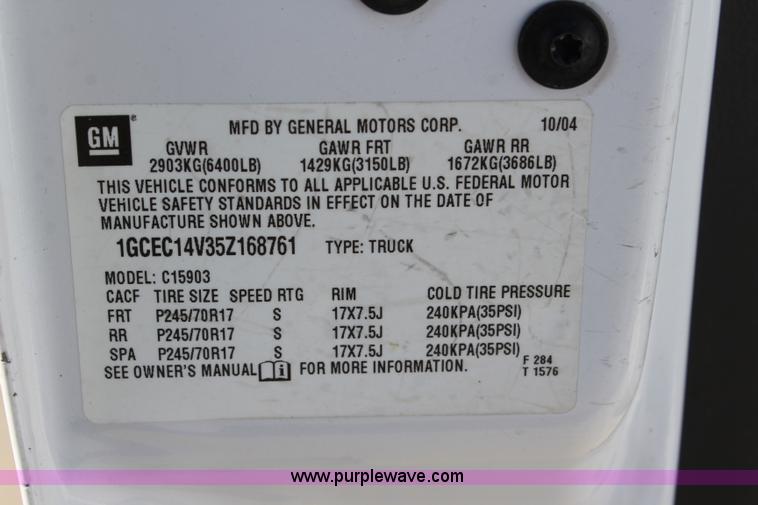 GM
®
MFD BY GENERAL MOTORS CORP. 10/04
GVWR GAWR FRT GAWR RR
2903KG(6400LB) 1429KG(3150LB) 1672KG(3686LB)
THIS VEHICLE CONFORMS TO ALL APPLICABLE U.S. FEDERAL MOTOR
VEHICLE SAFETY STANDARDS IN EFFECT ON THE DATE OF
MANUFACTURE SHOWN ABOVE.
1GCEC14V35Z168761 TYPE: TRUCK
MODEL: C15903
CACF TIRE SIZE SPEED RTG RIM COLD TIRE PRESSURE
FRT P245/70R17 S 17X7.5J 240KPA(35PSI)
RR P245/70R17 S 17X7.5J 240KPA(35PSI)
SPA P245/70R17 S 17X7.5J 240KPA(35PSI)
SEE OWNER'S MANUAL i FOR MORE INFORMATION.
F 284
T 1576
www.purplewave.com